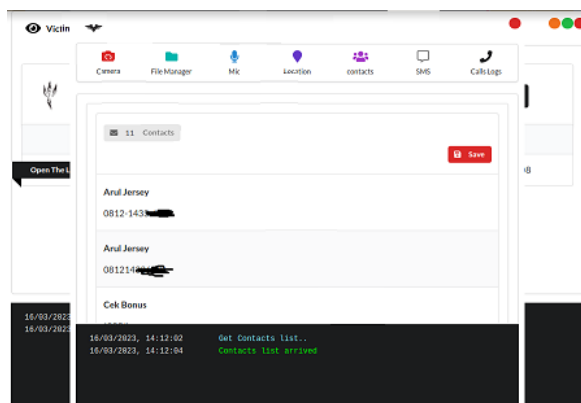 Victin
Camera
File Manager
Mic
Location
contacts
SMS
Calls Logs
11 Contacts
Save
Arul Jersey
0812-143
Open The L
Arul Jersey
08121
Cek Bonus
16/03/2023
16/03/2023
16/03/2023, 14:12:02 Get Contacts list..
16/03/2023, 14:12:04 Contacts list arrived